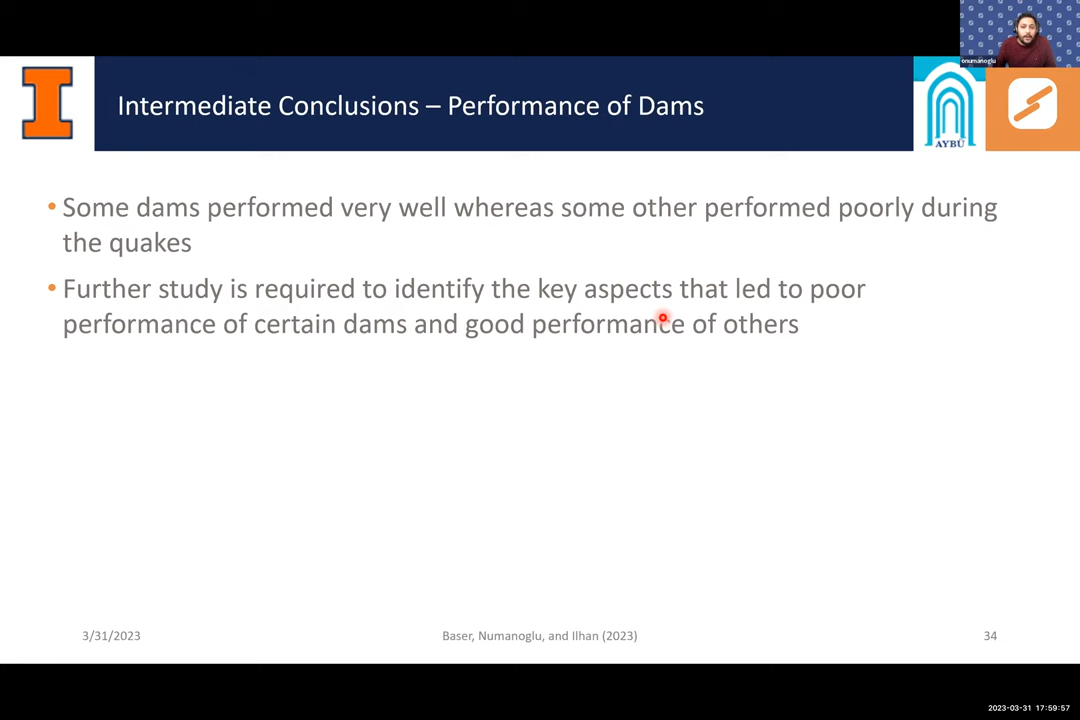 onumanoglu
Intermediate Conclusions – Performance of Dams
AYBÜ
• Some dams performed very well whereas some other performed poorly during
the quakes
• Further study is required to identify the key aspects that led to poor
performance of certain dams and good performance of others
3/31/2023
Baser, Numanoglu, and Ilhan (2023)
34
2023-03-31 17:59:57